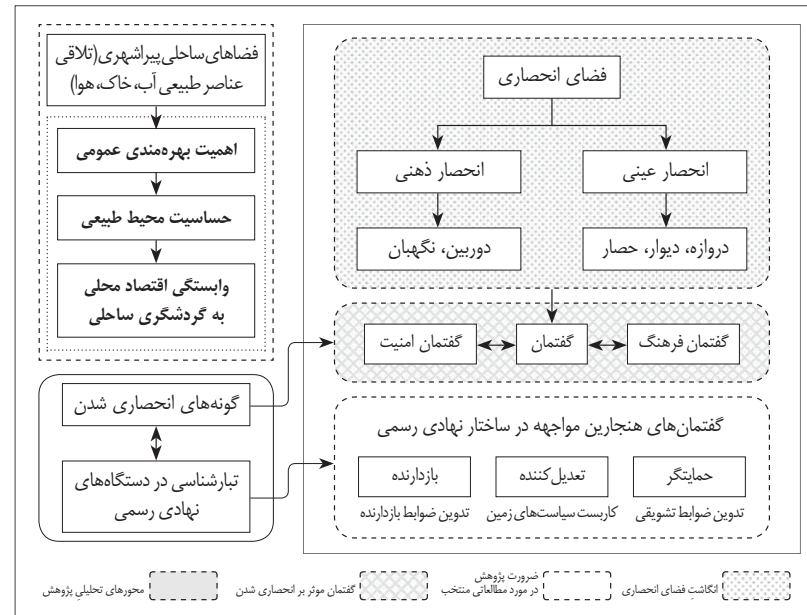 فضای انحصاری
انحصار عینی
انحصار ذهنی
دروازه، دیوار، حصار
دوربین، نگهبان
گفتمان فرهنگ
گفتمان
گفتمان امنیت
گفتمان‌های هنجارین مواجهه در ساختار نهادی رسمی
حمایتگر
تعدیل‌کننده
بازدارنده
تدوین ضوابط تشویقی
کاربست سیاست‌های زمین
تدوین ضوابط بازدارنده
فضاهای ساحلی پیراشهری(تلاقی
عناصر طبیعی آب، خاک، هوا)
اهمیت بهره‌مندی عمومی
حساسیت محیط طبیعی
وابستگی اقتصاد محلی
به گردشگری ساحلی
گونه‌های انحصاری شدن
تبارشناسی در دستگاه‌های
نهادی رسمی
انگاشتِ فضای انحصاری
ضرورت پژوهش
در مورد مطالعاتی منتخب
گفتمان موثر بر انحصاری شدن
محورهای تحلیلیِ پژوهش